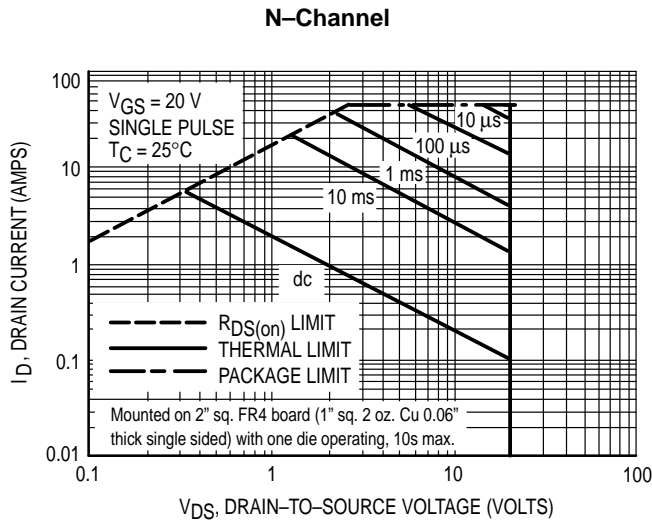 N–Channel
100
10
1
0.1
0.01
I_D, DRAIN CURRENT (AMPS)
V_GS = 20 V
SINGLE PULSE
T_C = 25°C
10 μs
100 μs
1 ms
10 ms
dc
R_DS(on) LIMIT
THERMAL LIMIT
PACKAGE LIMIT
Mounted on 2” sq. FR4 board (1” sq. 2 oz. Cu 0.06”
thick single sided) with one die operating, 10s max.
0.1
1
10
100
V_DS, DRAIN–TO–SOURCE VOLTAGE (VOLTS)